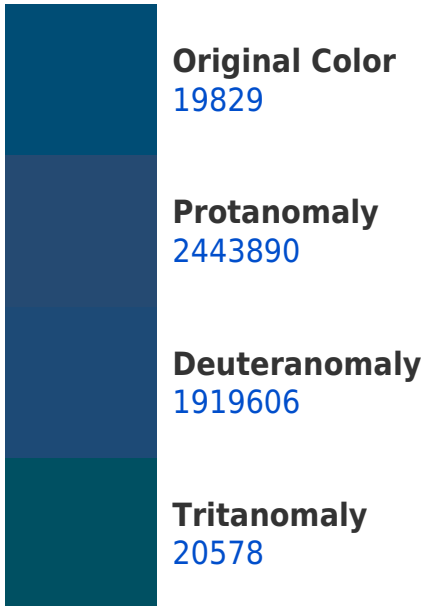 Original Color
19829
Protanomaly
2443890
Deuteranomaly
1919606
Tritanomaly
20578